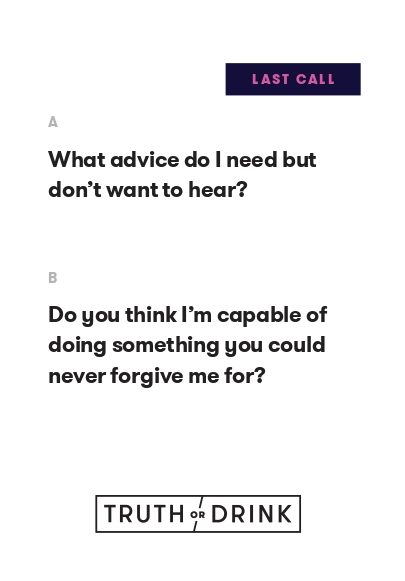 LAST CALL
A
What advice do I need but
don’t want to hear?
B
Do you think I’m capable of
doing something you could
never forgive me for?
TRUTH OR DRINK